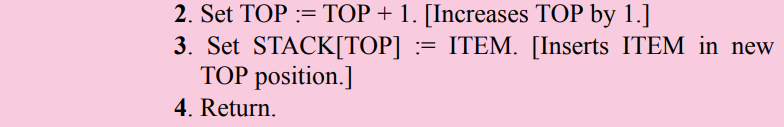 2. Set TOP := TOP + 1. [Increases TOP by 1.]
3. Set STACK[TOP] := ITEM. [Inserts ITEM in new
TOP position.]
4. Return.